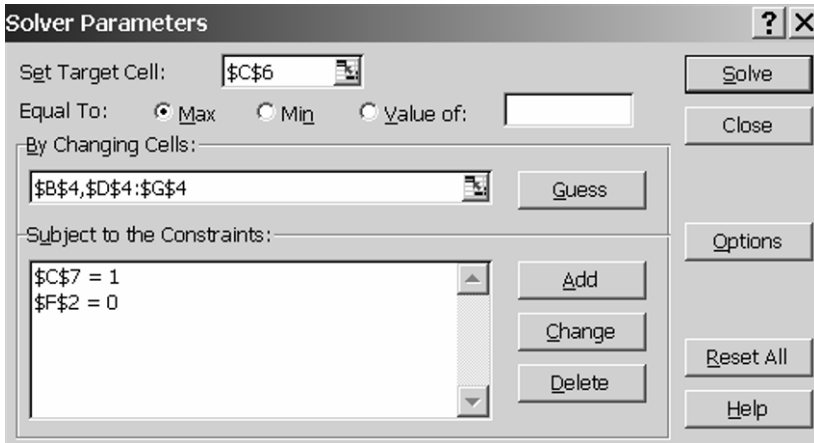 Solver Parameters ? X
Set Target Cell: $C$6
Solve
Equal To: Max Min Value of:
Close
By Changing Cells:
$B$4,$D$4:$G$4
Guess
Subject to the Constraints:
Options
$C$7 = 1
Add
$F$2 = 0
Change
Reset All
Delete
Help